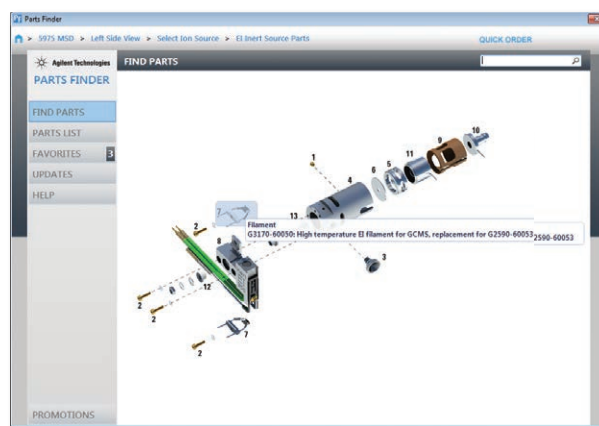 Parts Finder
> 5975 MSD > Left Side View > Select Ion Source > EI Inert Source Parts
QUICK ORDER
Agilent Technologies
PARTS FINDER
FIND PARTS
FIND PARTS
PARTS LIST
FAVORITES 3
UPDATES
HELP
PROMOTIONS
10
9
11
1
5
6
4
7
13
2
Filament
G3170-60050: High temperature EI filament for GCMS, replacement for G2590-60053
2590-60053
8
3
12
2
2
7
2